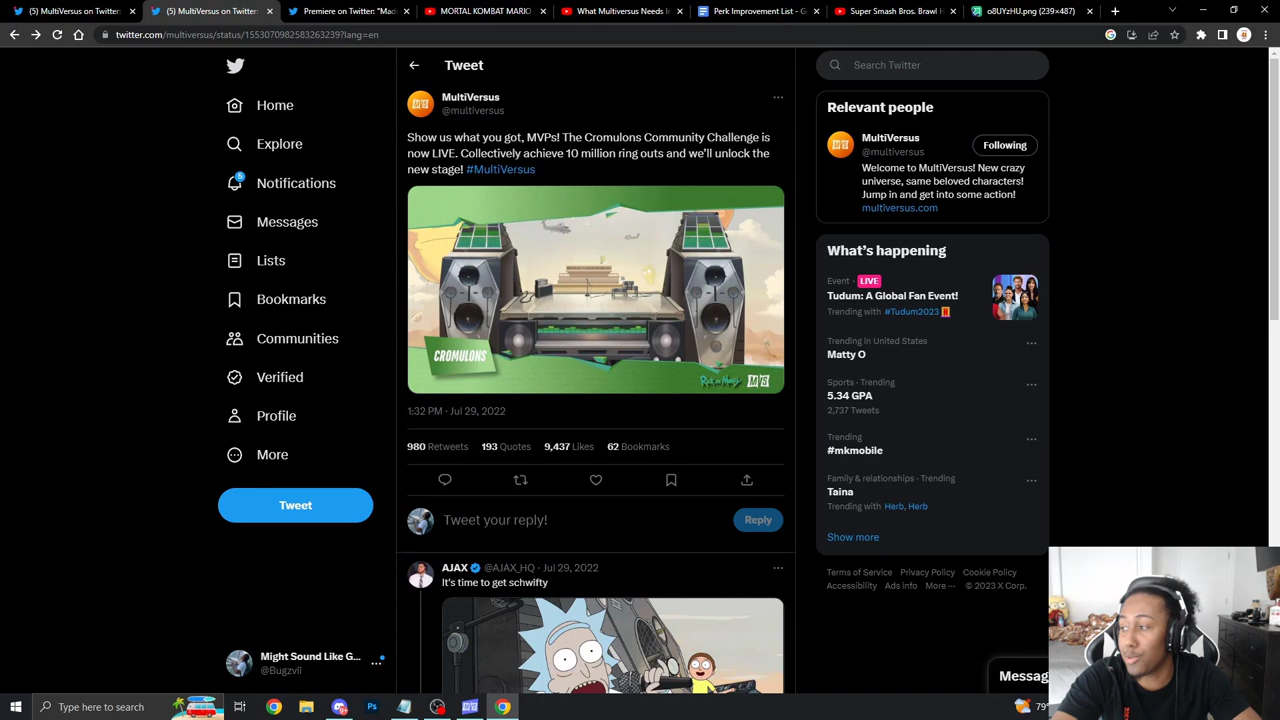 (5) MultiVersus on Twitter:
(5) MultiVersus on Twitter:
Premiere on Twitter: "Mad
MORTAL KOMBAT MARIO
What Multiversus Needs I
Perk Improvement List - G
Super Smash Bros. Brawl H
o8UYzHU.png (239×487)
twitter.com/multiversus/status/1553070982583263239?lang=en
Home
Explore
5
Notifications
Messages
Lists
Bookmarks
Communities
Verified
Profile
More
Tweet
Might Sound Like G...
@Bugzvii
Tweet
MultiVersus
@multiversus
Show us what you got, MVPs! The Cromulons Community Challenge is
now LIVE. Collectively achieve 10 million ring outs and we'll unlock the
new stage! #MultiVersus
CROMULONS
RICK AND MORTY MVS
1:32 PM · Jul 29, 2022
980 Retweets 193 Quotes 9,437 Likes 62 Bookmarks
Tweet your reply!
Reply
AJAX @AJAX_HQ · Jul 29, 2022
It's time to get schwifty
Search Twitter
Relevant people
MultiVersus
@multiversus
Following
Welcome to MultiVersus! New crazy
universe, same beloved characters!
Jump in and get into some action!
multiversus.com
What's happening
Event · LIVE
Tudum: A Global Fan Event!
Trending with #Tudum2023
Trending in United States
Matty O
Sports · Trending
5.34 GPA
2,737 Tweets
Trending
#mkmobile
Family & relationships · Trending
Taina
Trending with Herb, Herb
Show more
Terms of Service Privacy Policy Cookie Policy
Accessibility Ads info More ··· © 2023 X Corp.
Messag
Type here to search
79°